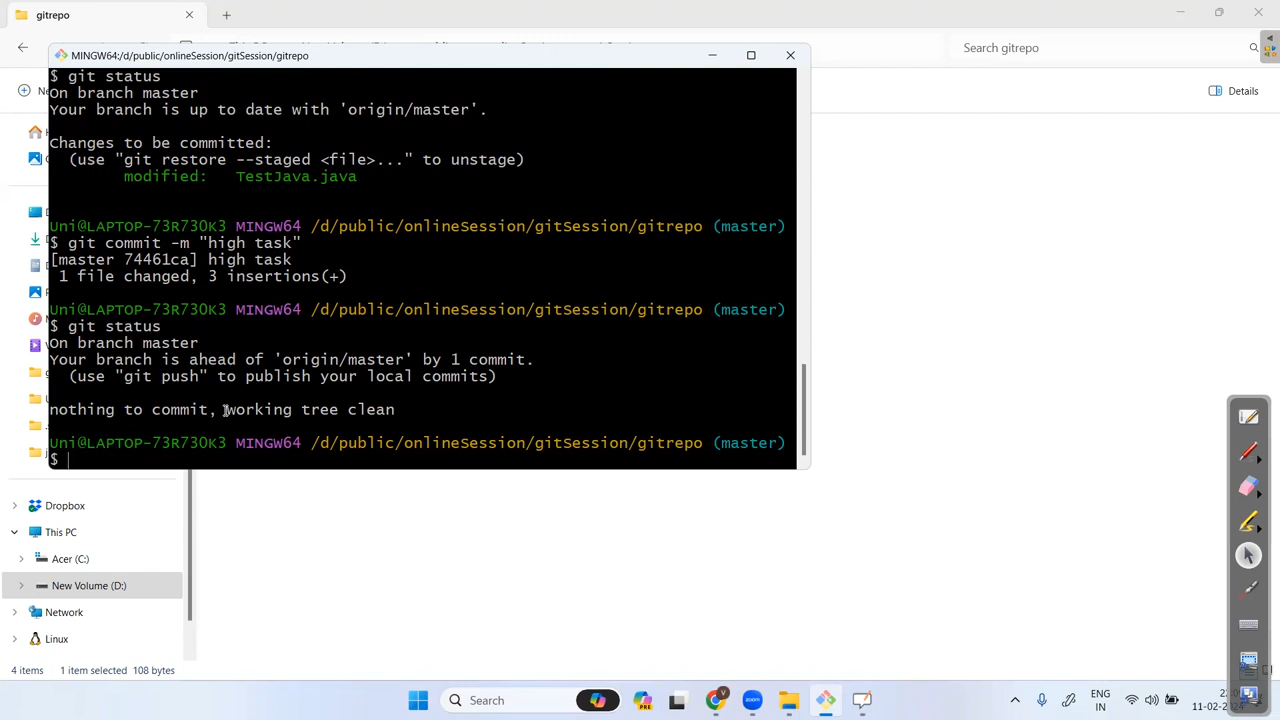 gitrepo
Search gitrepo
Details
MINGW64:/d/public/onlineSession/gitSession/gitrepo
$ git status
On branch master
Your branch is up to date with 'origin/master'.
Changes to be committed:
(use "git restore --staged <file>..." to unstage)
modified: TestJava.java
Uni@LAPTOP-73R730K3 MINGW64 /d/public/onlineSession/gitSession/gitrepo (master)
$ git commit -m "high task"
[master 74461ca] high task
1 file changed, 3 insertions(+)
Uni@LAPTOP-73R730K3 MINGW64 /d/public/onlineSession/gitSession/gitrepo (master)
$ git status
On branch master
Your branch is ahead of 'origin/master' by 1 commit.
(use "git push" to publish your local commits)
nothing to commit, working tree clean
Uni@LAPTOP-73R730K3 MINGW64 /d/public/onlineSession/gitSession/gitrepo (master)
$
Dropbox
This PC
Acer (C:)
New Volume (D:)
Network
Linux
4 items 1 item selected 108 bytes
Search
PRE
V
zoom
ENG
IN
11-02-2024